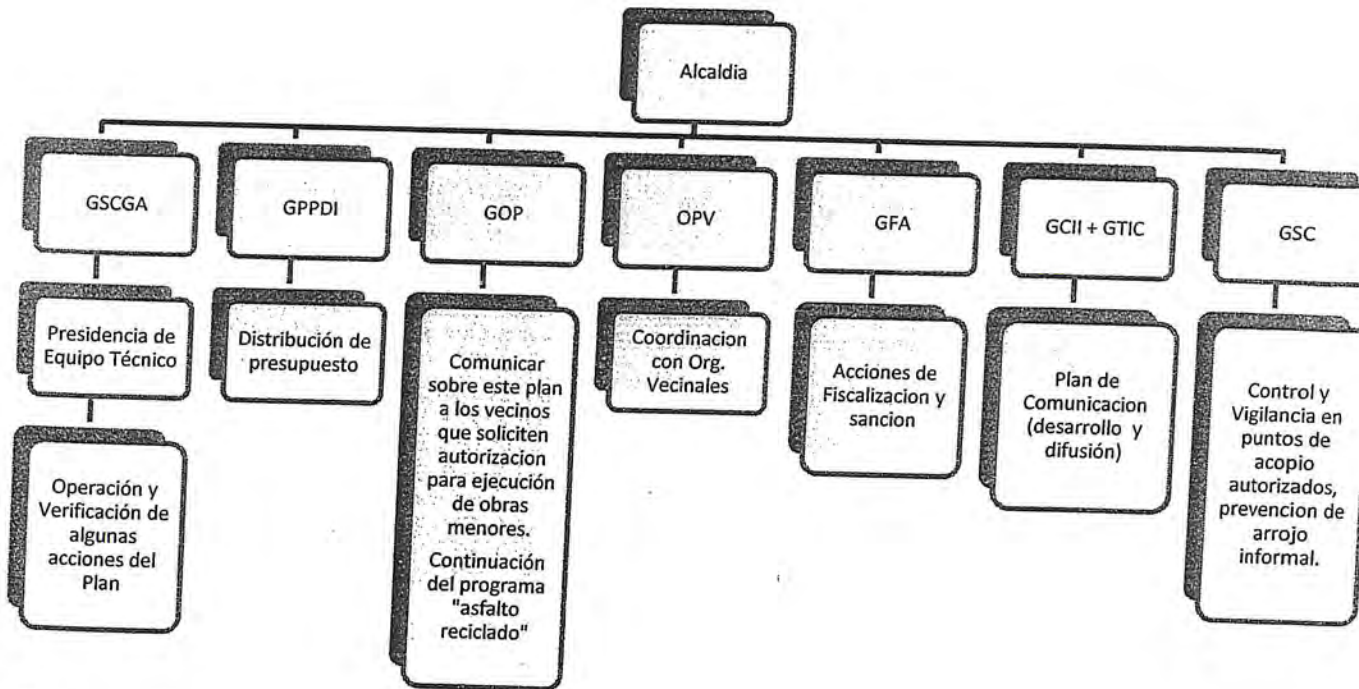 Alcaldia
GSCGA
GPPDI
GOP
OPV
GFA
GCII + GTIC
GSC
Presidencia de
Equipo Técnico
Distribución de
presupuesto
Comunicar
sobre este plan
a los vecinos
que soliciten
autorizacion
para ejecución
de obras
menores.
Continuación
del programa
"asfalto
reciclado"
Coordinacion
con Org.
Vecinales
Acciones de
Fiscalizacion y
sancion
Plan de
Comunicacion
(desarrollo y
difusión)
Control y
Vigilancia en
puntos de
acopio
autorizados,
prevencion de
arrojo
informal.
Operación y
Verificación de
algunas
acciones del
Plan